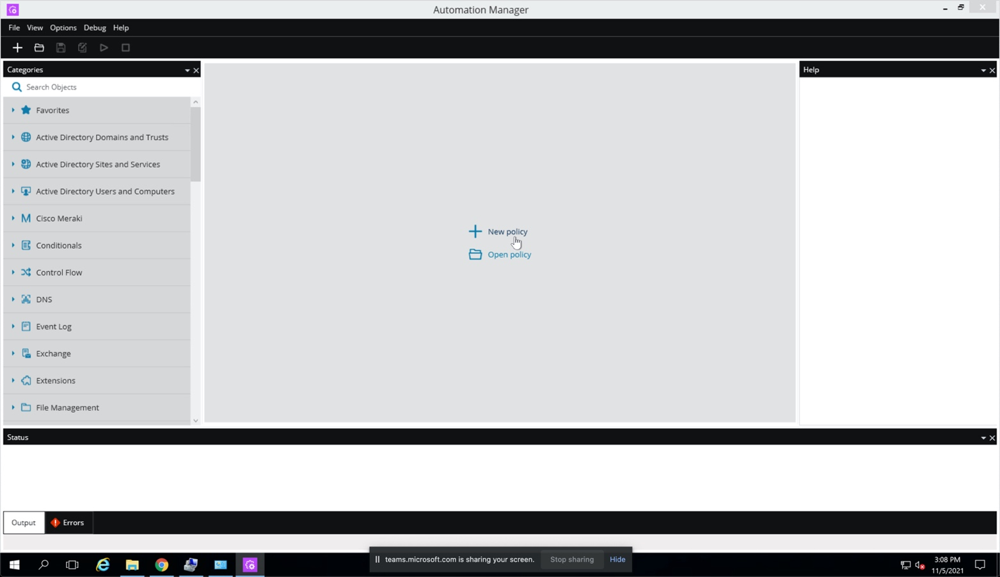 Automation Manager
File View Options Debug Help
Categories
Search Objects
Favorites
Active Directory Domains and Trusts
Active Directory Sites and Services
Active Directory Users and Computers
Cisco Meraki
Conditionals
Control Flow
DNS
Event Log
Exchange
Extensions
File Management
New policy
Open policy
Help
Status
Output Errors
teams.microsoft.com is sharing your screen. Stop sharing Hide
3:08 PM
11/5/2021